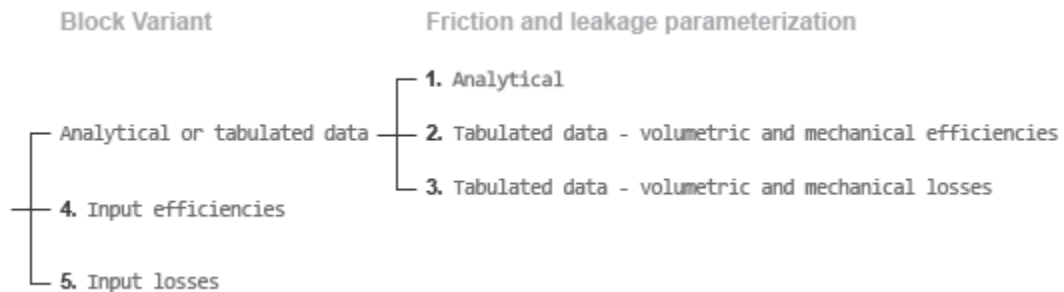 Block Variant Friction and leakage parameterization
1. Analytical
Analytical or tabulated data 2. Tabulated data - volumetric and mechanical efficiencies
3. Tabulated data - volumetric and mechanical losses
4. Input efficiencies
5. Input losses